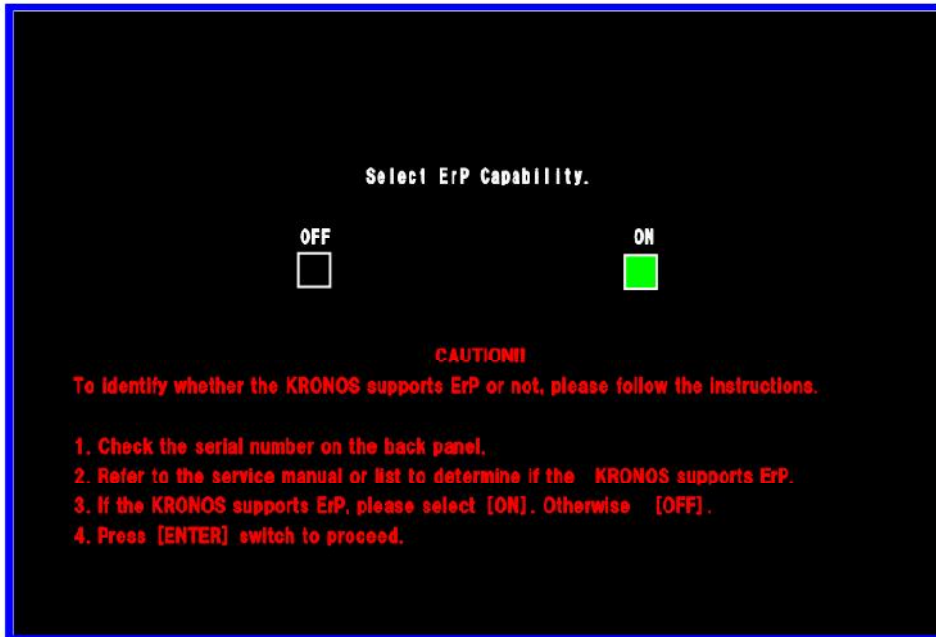 Select ErP Capability.
OFF ON
CAUTION!!
To identify whether the KRONOS supports ErP or not, please follow the instructions.
1. Check the serial number on the back panel.
2. Refer to the service manual or list to determine if the KRONOS supports ErP.
3. If the KRONOS supports ErP, please select [ON]. Otherwise [OFF].
4. Press [ENTER] switch to proceed.